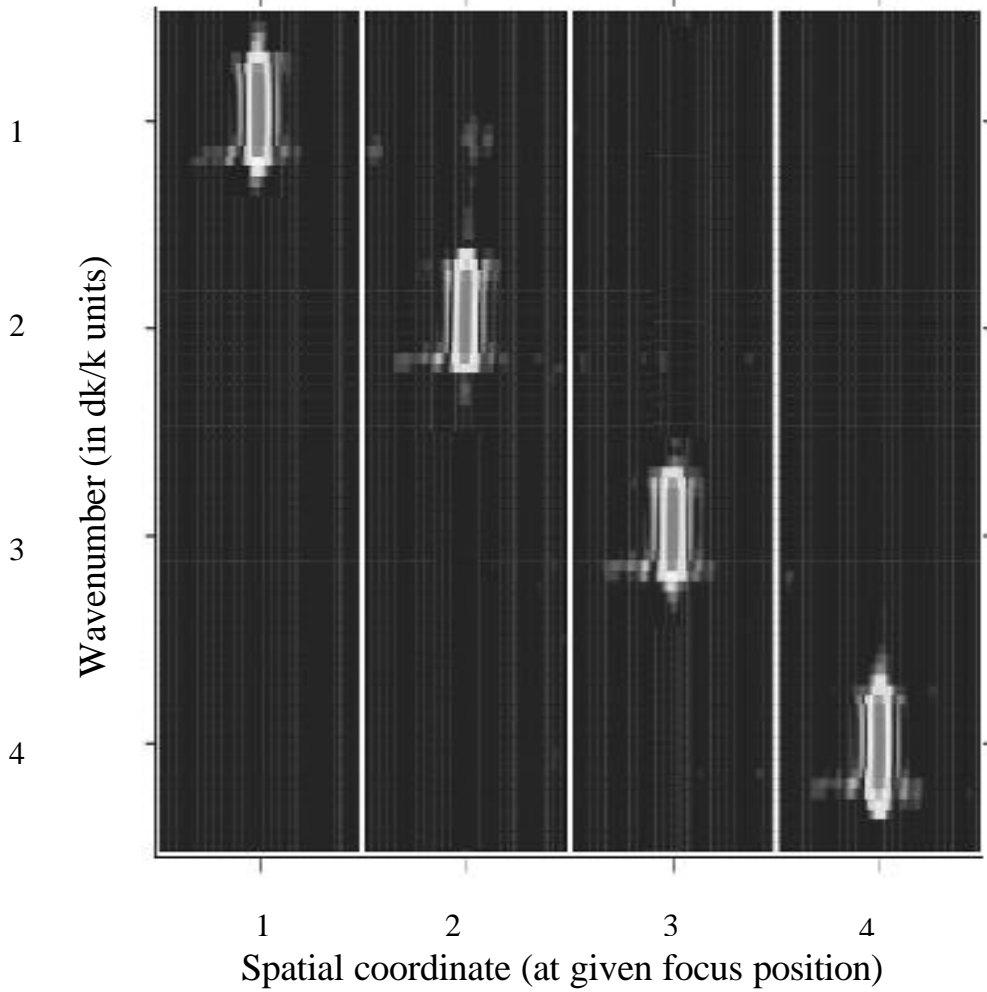 1
2
3
4
Wavenumber (in dk/k units)
1 2 3 4
Spatial coordinate (at given focus position)